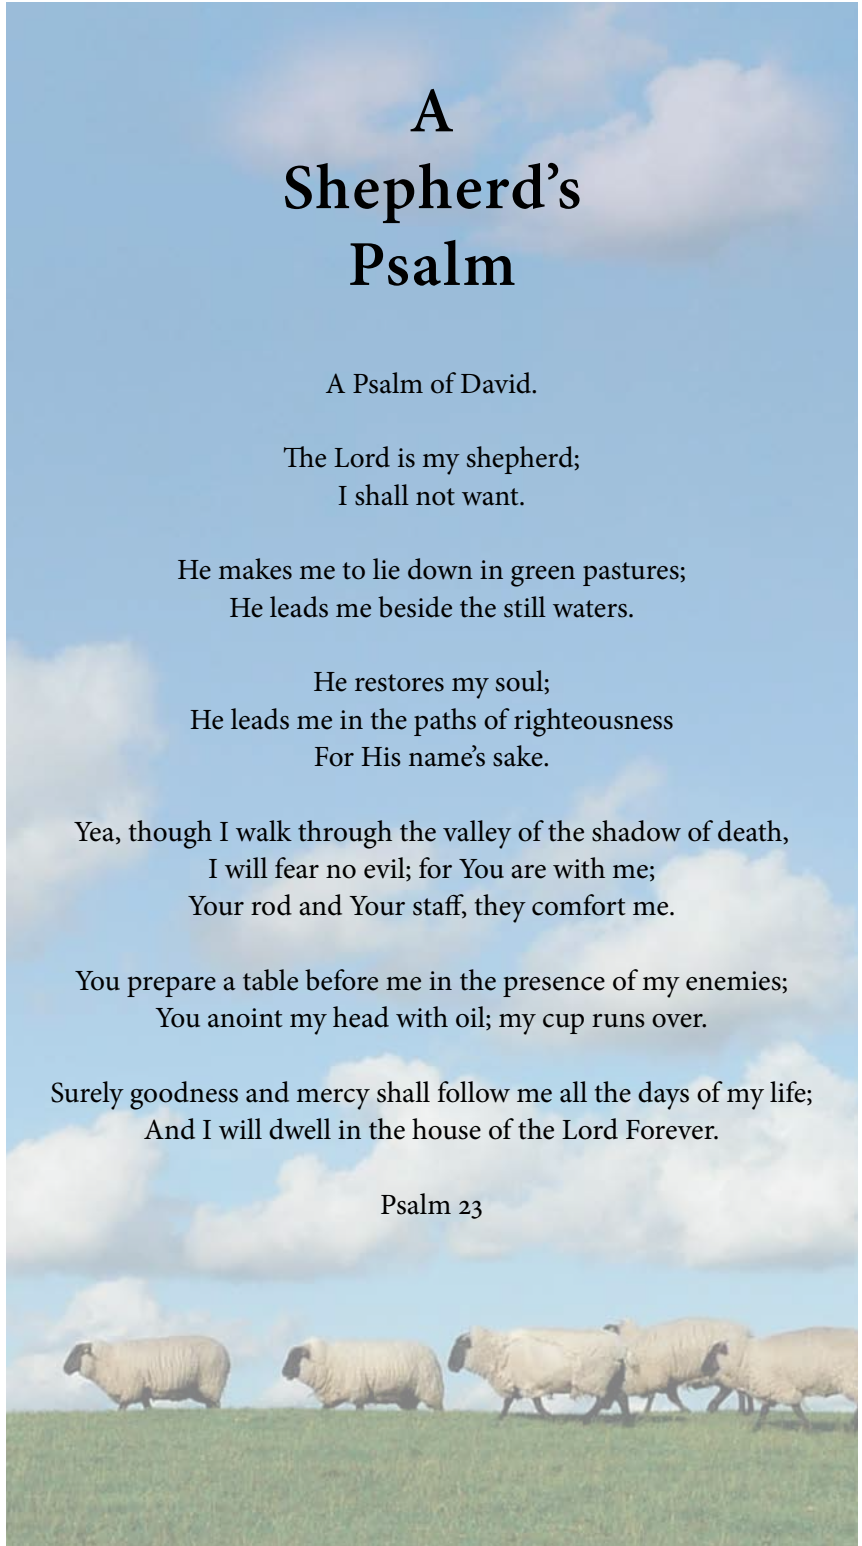 A
Shepherd’s
Psalm
A Psalm of David.
The Lord is my shepherd;
I shall not want.
He makes me to lie down in green pastures;
He leads me beside the still waters.
He restores my soul;
He leads me in the paths of righteousness
For His name’s sake.
Yea, though I walk through the valley of the shadow of death,
I will fear no evil; for You are with me;
Your rod and Your staff, they comfort me.
You prepare a table before me in the presence of my enemies;
You anoint my head with oil; my cup runs over.
Surely goodness and mercy shall follow me all the days of my life;
And I will dwell in the house of the Lord Forever.
Psalm 23